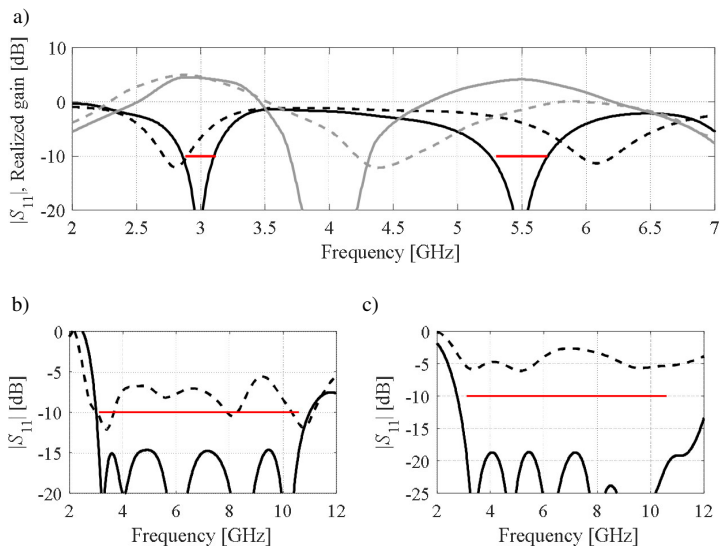 a)
|S11|, Realized gain [dB]
10
0
-10
-20
2 2.5 3 3.5 4 4.5 5 5.5 6 6.5 7
Frequency [GHz]
b)
|S11| [dB]
0
-5
-10
-15
-20
2 4 6 8 10 12
Frequency [GHz]
c)
|S11| [dB]
0
-5
-10
-15
-20
-25
2 4 6 8 10 12
Frequency [GHz]